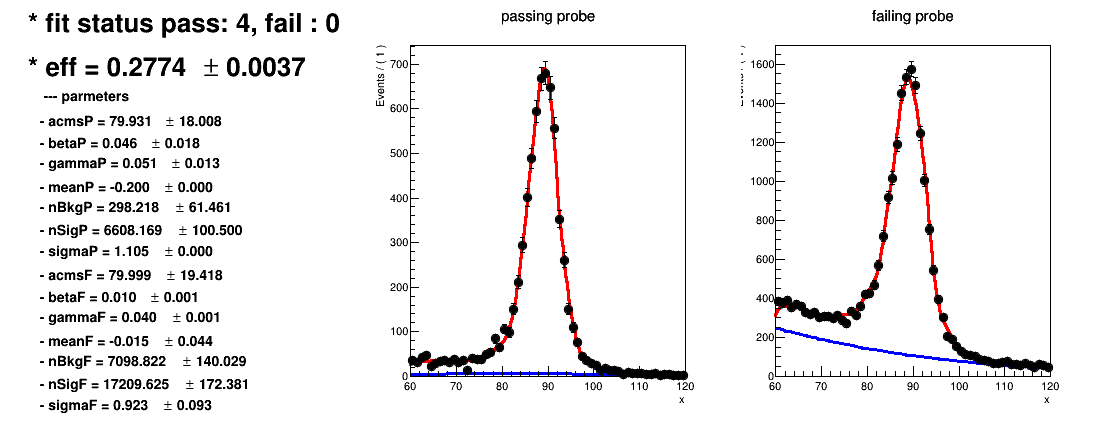 * fit status pass: 4, fail : 0
* eff = 0.2774 ± 0.0037
--- parmeters
- acmsP = 79.931 ± 18.008
- betaP = 0.046 ± 0.018
- gammaP = 0.051 ± 0.013
- meanP = -0.200 ± 0.000
- nBkgP = 298.218 ± 61.461
- nSigP = 6608.169 ± 100.500
- sigmaP = 1.105 ± 0.000
- acmsF = 79.999 ± 19.418
- betaF = 0.010 ± 0.001
- gammaF = 0.040 ± 0.001
- meanF = -0.015 ± 0.044
- nBkgF = 7098.822 ± 140.029
- nSigF = 17209.625 ± 172.381
- sigmaF = 0.923 ± 0.093
passing probe
Events / ( 1 )
700
600
500
400
300
200
100
0
60 70 80 90 100 110 120
x
failing probe
1600
1400
1200
1000
800
600
400
200
0
60 70 80 90 100 110 120
x